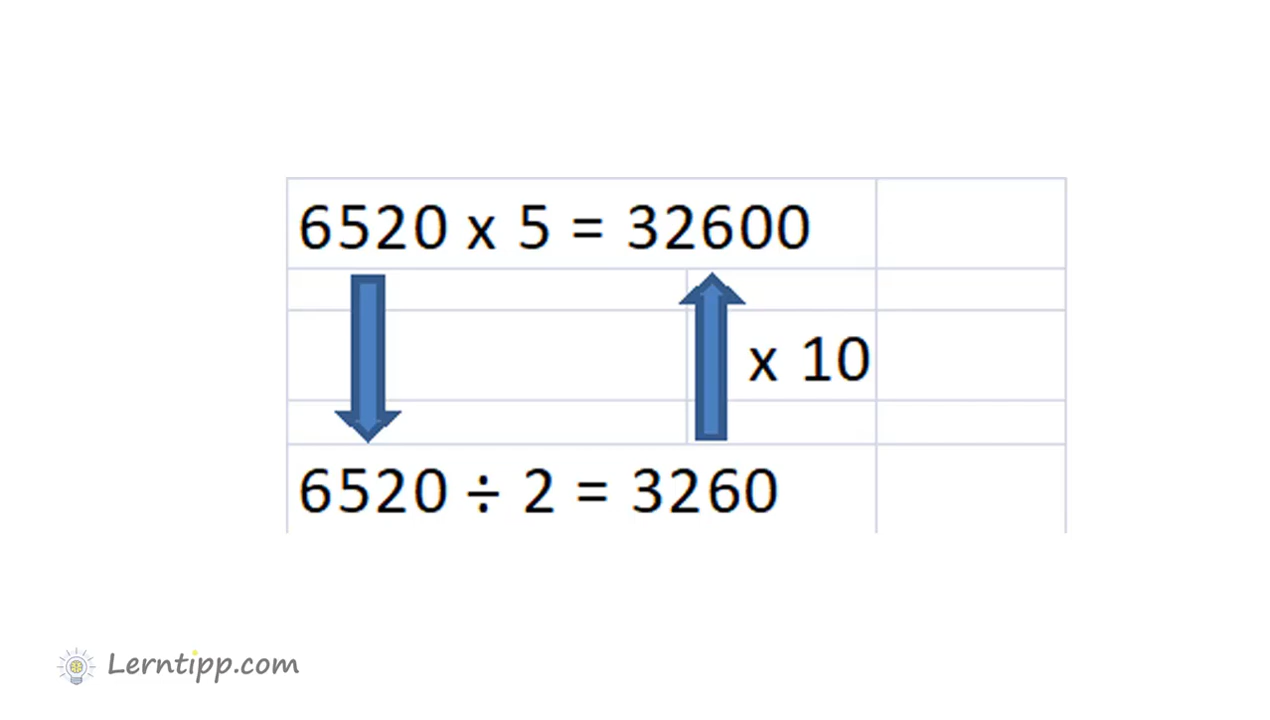 6520 x 5 = 32600
x 10
6520 ÷ 2 = 3260
Lerntipp.com